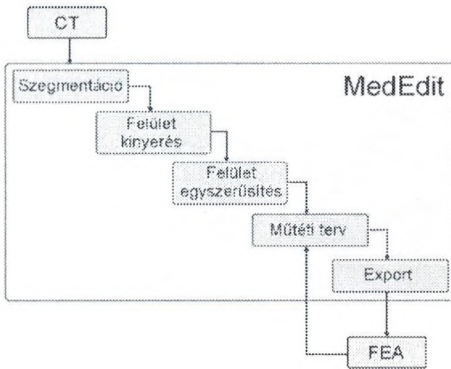 CT
MedEdit
Szegmentáció
Felület
kinyerés
Felület
egyszerűsítés
Műtéti terv
Export
FEA